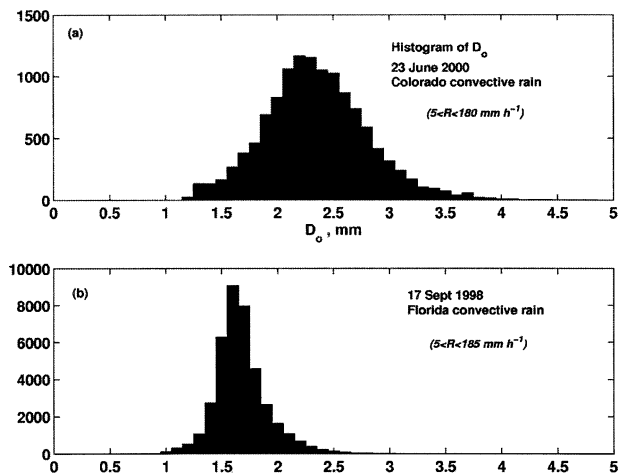 1500
(a)
Histogram of Do
23 June 2000
1000
Colorado convective rain
(5<R<180 mm h⁻¹)
500
0
0 0.5 1 1.5 2 2.5 3 3.5 4 4.5 5
Do , mm
10000
(b)
17 Sept 1998
8000
Florida convective rain
6000
(5<R<185 mm h⁻¹)
4000
2000
0
0 0.5 1 1.5 2 2.5 3 3.5 4 4.5 5